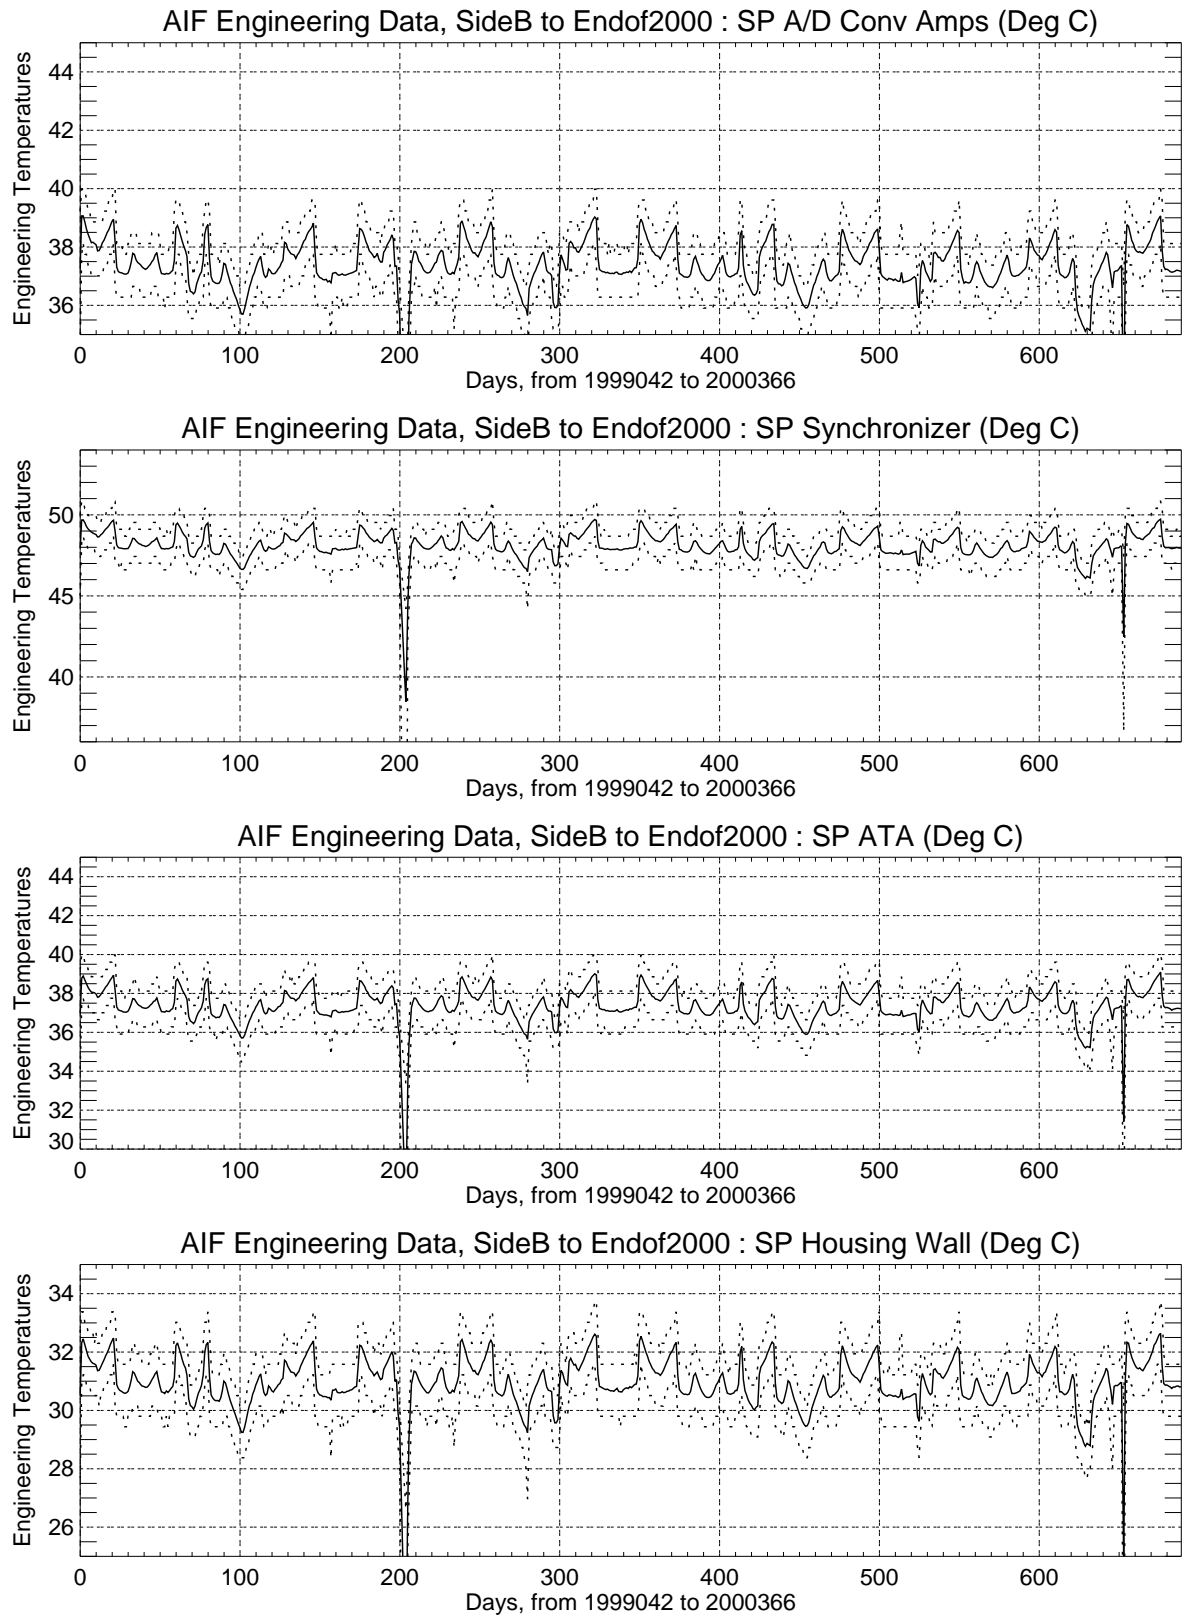 AIF Engineering Data, SideB to Endof2000 : SP A/D Conv Amps (Deg C)
Engineering Temperatures
44
42
40
38
36
0 100 200 300 400 500 600
Days, from 1999042 to 2000366
AIF Engineering Data, SideB to Endof2000 : SP Synchronizer (Deg C)
Engineering Temperatures
50
45
40
0 100 200 300 400 500 600
Days, from 1999042 to 2000366
AIF Engineering Data, SideB to Endof2000 : SP ATA (Deg C)
Engineering Temperatures
44
42
40
38
36
34
32
30
0 100 200 300 400 500 600
Days, from 1999042 to 2000366
AIF Engineering Data, SideB to Endof2000 : SP Housing Wall (Deg C)
Engineering Temperatures
34
32
30
28
26
0 100 200 300 400 500 600
Days, from 1999042 to 2000366